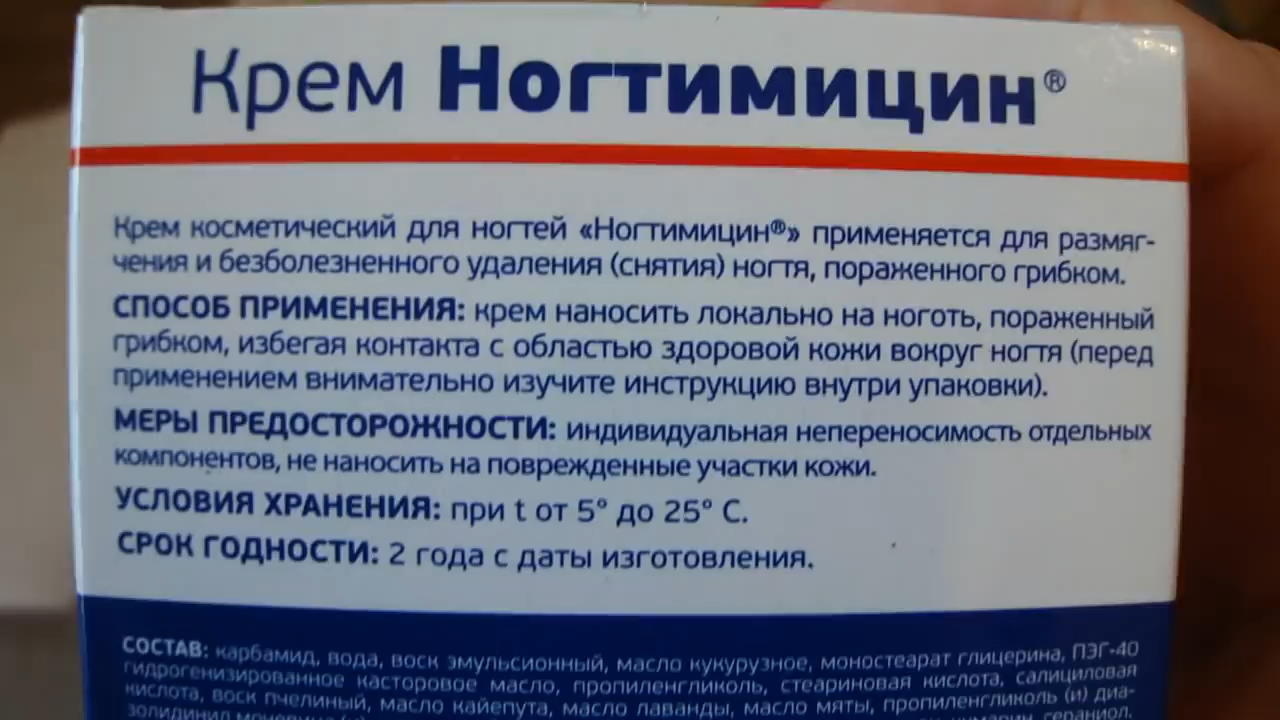 Крем Ногтимицин®
Крем косметический для ногтей «Ногтимицин®» применяется для размяг-
чения и безболезненного удаления (снятия) ногтя, пораженного грибком.
СПОСОБ ПРИМЕНЕНИЯ: крем наносить локально на ноготь, пораженный
грибком, избегая контакта с областью здоровой кожи вокруг ногтя (перед
применением внимательно изучите инструкцию внутри упаковки).
МЕРЫ ПРЕДОСТОРОЖНОСТИ: индивидуальная непереносимость отдельных
компонентов, не наносить на поврежденные участки кожи.
УСЛОВИЯ ХРАНЕНИЯ: при t от 5° до 25° С.
СРОК ГОДНОСТИ: 2 года с даты изготовления.
СОСТАВ: карбамид, вода, воск эмульсионный, масло кукурузное, моностеарат глицерина, ПЭГ-40
гидрогенизированное касторовое масло, пропиленгликоль, стеариновая кислота, салициловая
кислота, воск пчелиный, масло кайепута, масло лаванды, масло мяты, пропиленгликоль (и) диа-
гераниол,